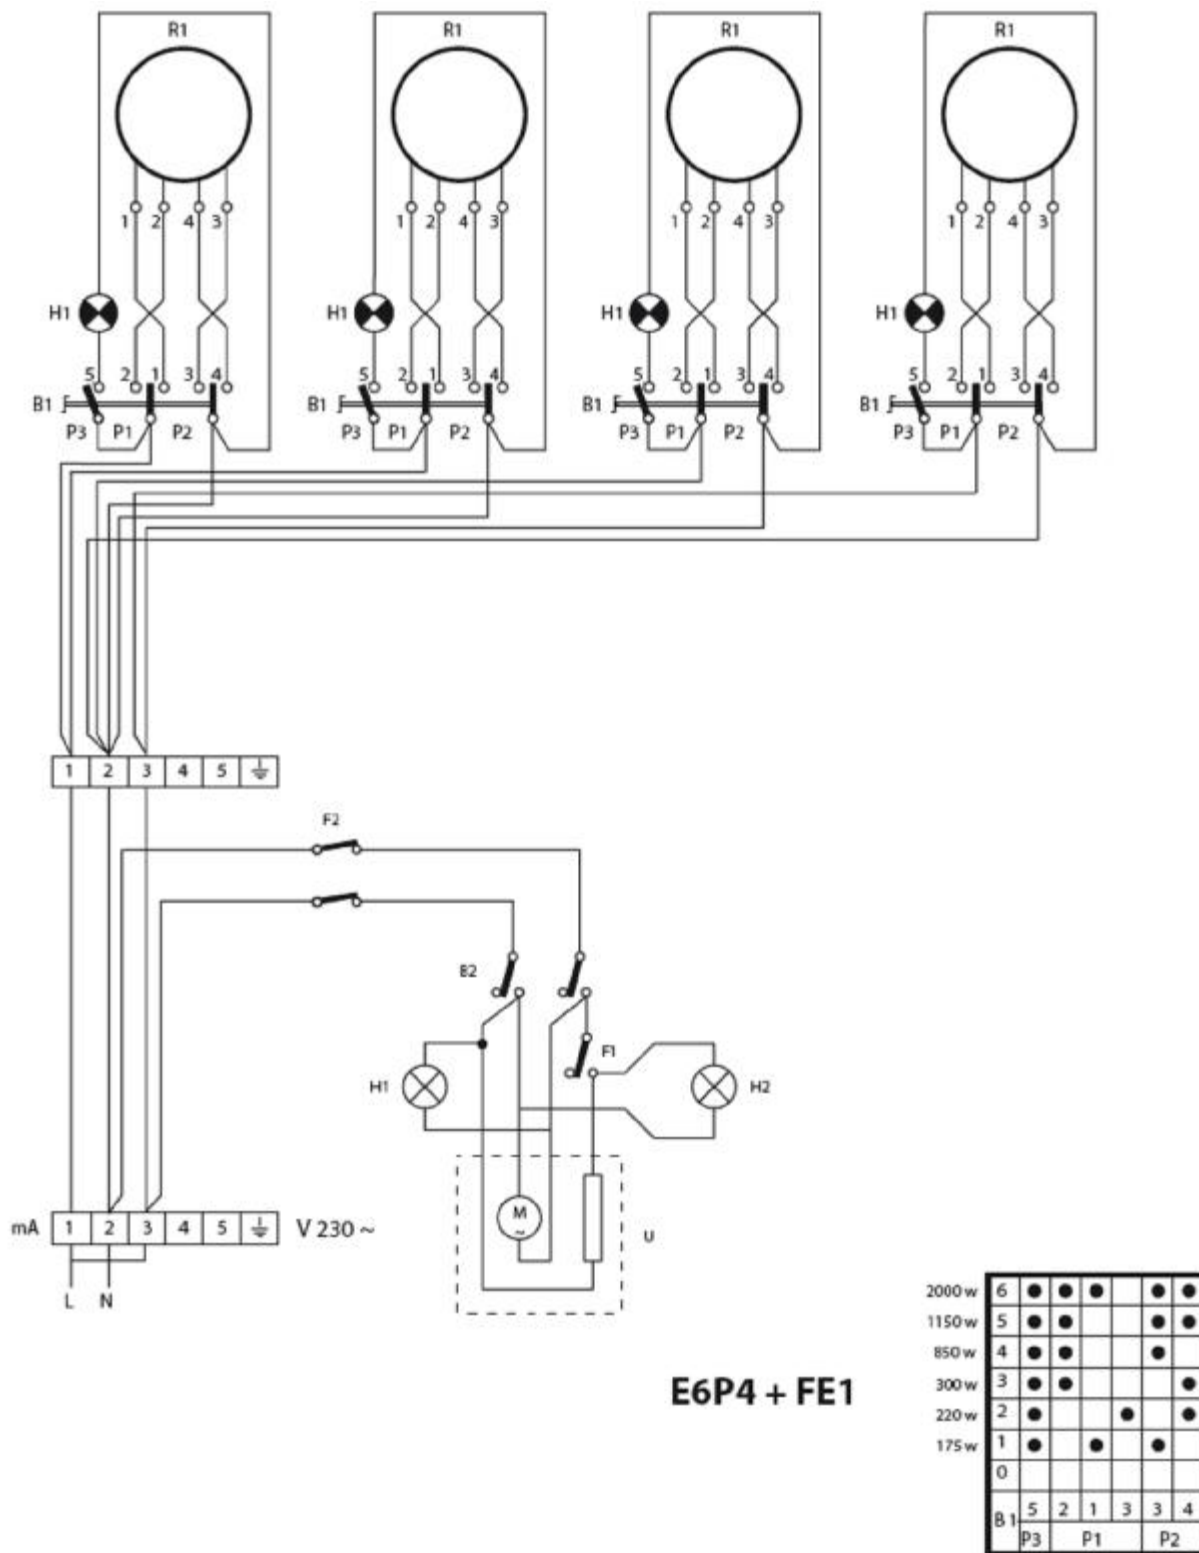 R1 R1 R1 R1
1 2 4 3 1 2 4 3 1 2 4 3 1 2 4 3
H1 H1 H1 H1
5 2 1 3 4 5 2 1 3 4 5 2 1 3 4 5 2 1 3 4
B1 B1 B1 B1
P3 P1 P2 P3 P1 P2 P3 P1 P2 P3 P1 P2
1 2 3 4 5
F2
B2
F1
H1 H2
M
~
U
mA 1 2 3 4 5 V 230 ~
L N
E6P4 + FE1
2000 w 6
1150 w 5
850 w 4
300 w 3
220 w 2
175 w 1
0
B1 5 2 1 3 3 4
P3 P1 P2